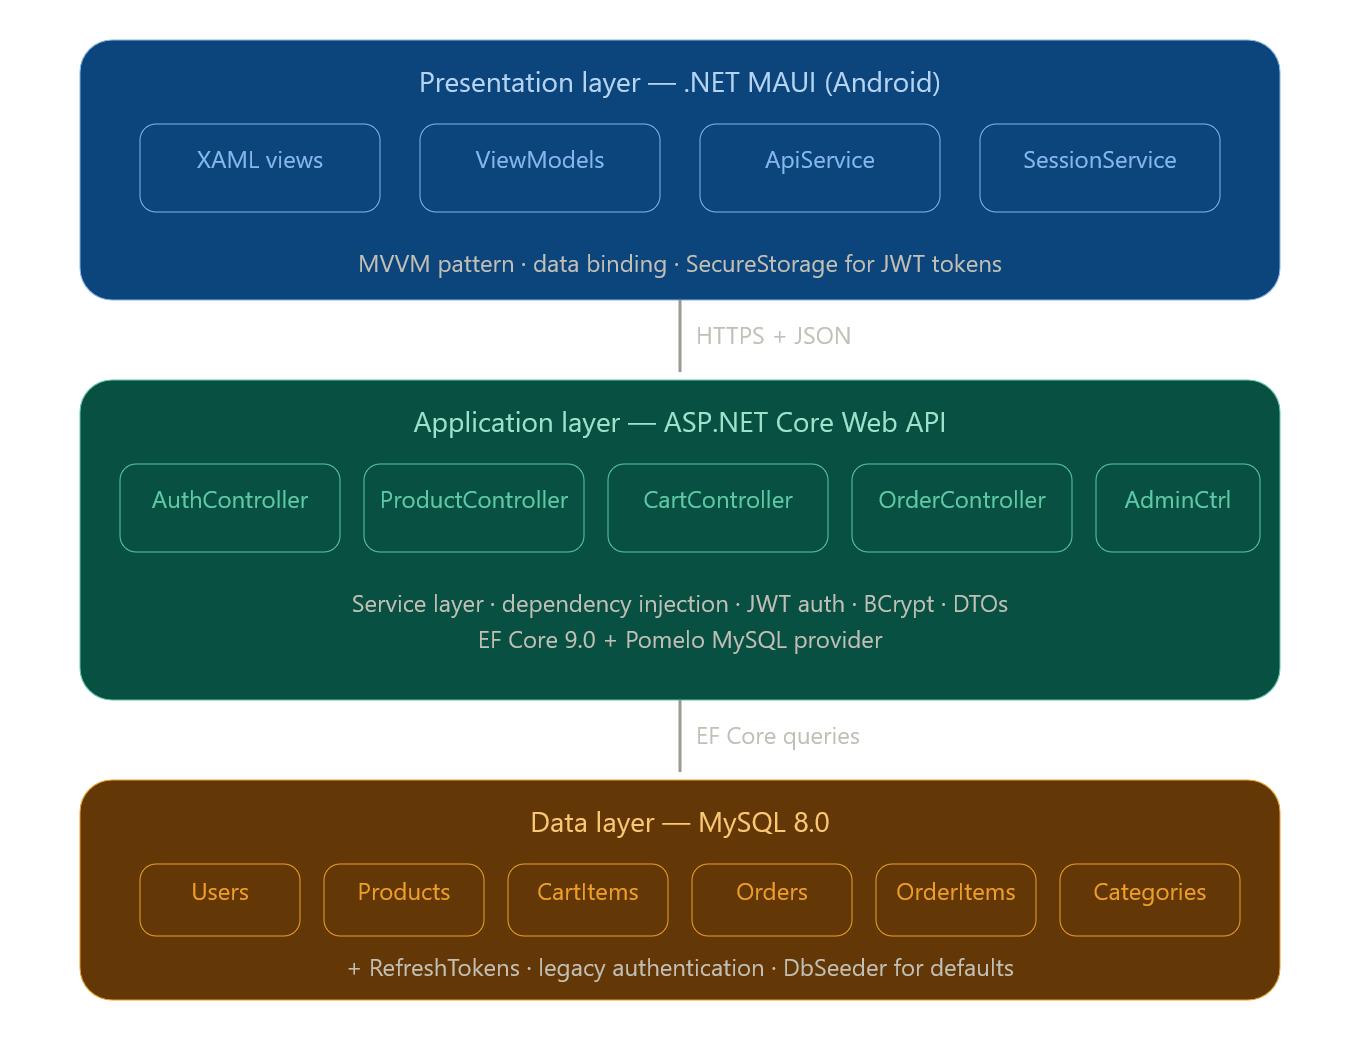 Presentation layer — .NET MAUI (Android)
XAML views
ViewModels
ApiService
SessionService
MVVM pattern · data binding · SecureStorage for JWT tokens
HTTPS + JSON
Application layer — ASP.NET Core Web API
AuthController
ProductController
CartController
OrderController
AdminCtrl
Service layer · dependency injection · JWT auth · BCrypt · DTOs
EF Core 9.0 + Pomelo MySQL provider
EF Core queries
Data layer — MySQL 8.0
Users
Products
CartItems
Orders
OrderItems
Categories
+ RefreshTokens · legacy authentication · DbSeeder for defaults